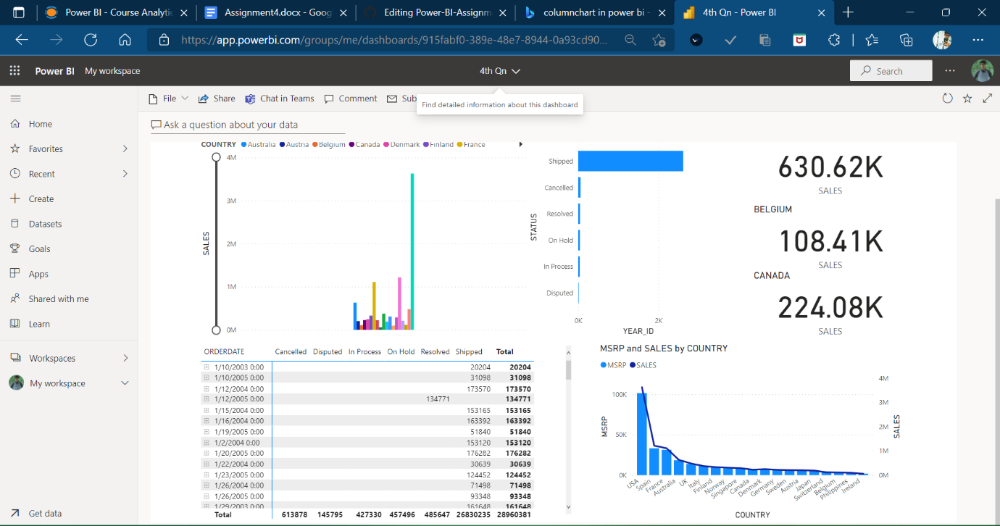 Power BI - Course Analytic
Assignment4.docx - Goog
Editing Power-BI-Assignm
columnchart in power bi -
4th Qn - Power BI
https://app.powerbi.com/groups/me/dashboards/915fabf0-389e-48e7-8944-0a93cd90...
Power BI My workspace
4th Qn
Search
File Share Chat in Teams Comment Sub
Find detailed information about this dashboard
Ask a question about your data
Home
Favorites
Recent
Create
Datasets
Goals
Apps
Shared with me
Learn
Workspaces
My workspace
Get data
COUNTRY Australia Austria Belgium Canada Denmark Finland France
4M
3M
2M
1M
0M
SALES
Shipped
Cancelled
Resolved
On Hold
In Process
Disputed
STATUS
0K 2K
YEAR_ID
630.62K
SALES
BELGIUM
108.41K
SALES
CANADA
224.08K
SALES
ORDERDATE Cancelled Disputed In Process On Hold Resolved Shipped Total
1/10/2003 0:00 20204 20204
1/10/2005 0:00 31098 31098
1/12/2004 0:00 173570 173570
1/12/2005 0:00 134771 134771
1/15/2004 0:00 153165 153165
1/16/2004 0:00 163392 163392
1/19/2005 0:00 51840 51840
1/2/2004 0:00 153120 153120
1/20/2005 0:00 176282 176282
1/22/2004 0:00 30639 30639
1/23/2005 0:00 124452 124452
1/26/2004 0:00 71498 71498
1/26/2005 0:00 93348 93348
1/29/2003 0:00 161648 161648
Total 613878 145795 427330 457496 485647 26830235 28960381
MSRP and SALES by COUNTRY
MSRP SALES
100K
50K
0K
MSRP
4M
3M
2M
1M
0M
SALES
USA Spain France Australia UK Italy Finland Norway Singapore Canada Denmark Germany Sweden Austria Japan Switzerland Belgium Philippines Ireland
COUNTRY